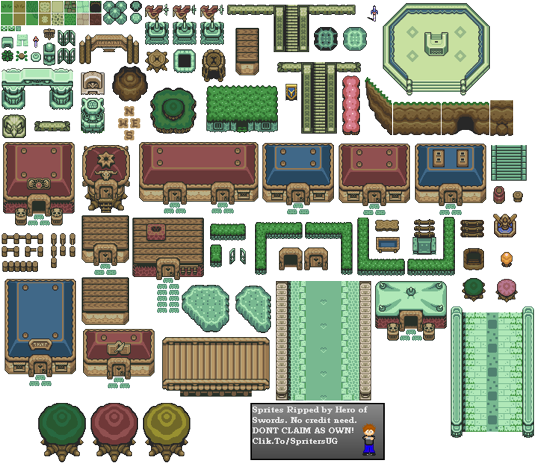 Sprites Ripped by Hero of
Swords. No credit need.
DONT CLAIM AS OWN!
Clik.To/SpritersUG